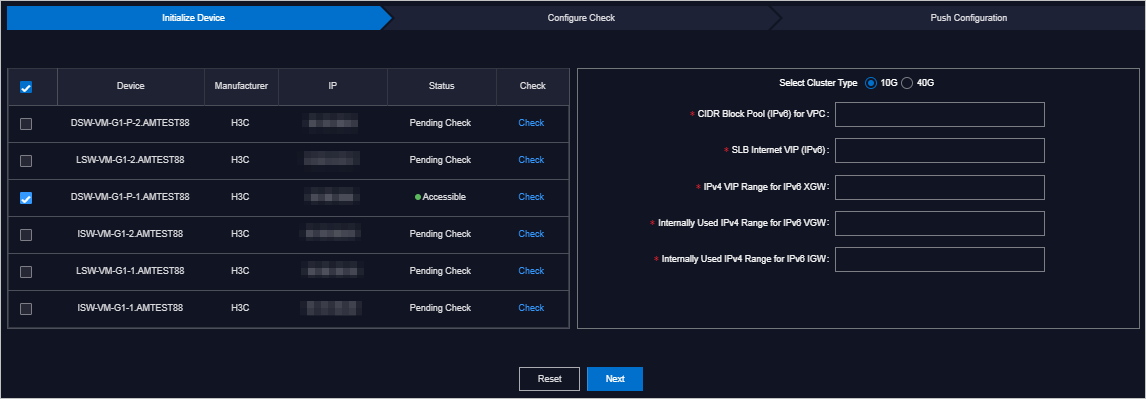 Initialize Device Configure Check Push Configuration
Device Manufacturer IP Status Check
DSW-VM-G1-P-2.AMTEST88 H3C Pending Check Check
LSW-VM-G1-2.AMTEST88 H3C Pending Check Check
DSW-VM-G1-P-1.AMTEST88 H3C Accessible Check
ISW-VM-G1-2.AMTEST88 H3C Pending Check Check
LSW-VM-G1-1.AMTEST88 H3C Pending Check Check
ISW-VM-G1-1.AMTEST88 H3C Pending Check Check
Select Cluster Type 10G 40G
* CIDR Block Pool (IPv6) for VPC:
* SLB Internet VIP (IPv6):
* IPv4 VIP Range for IPv6 XGW:
* Internally Used IPv4 Range for IPv6 VGW:
* Internally Used IPv4 Range for IPv6 IGW:
Reset Next